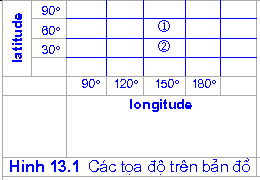 latitude
90°
60° ①
30° ②
90° 120° 150° 180°
longitude
Hinh 13.1 Các tọa độ trên bản đồ